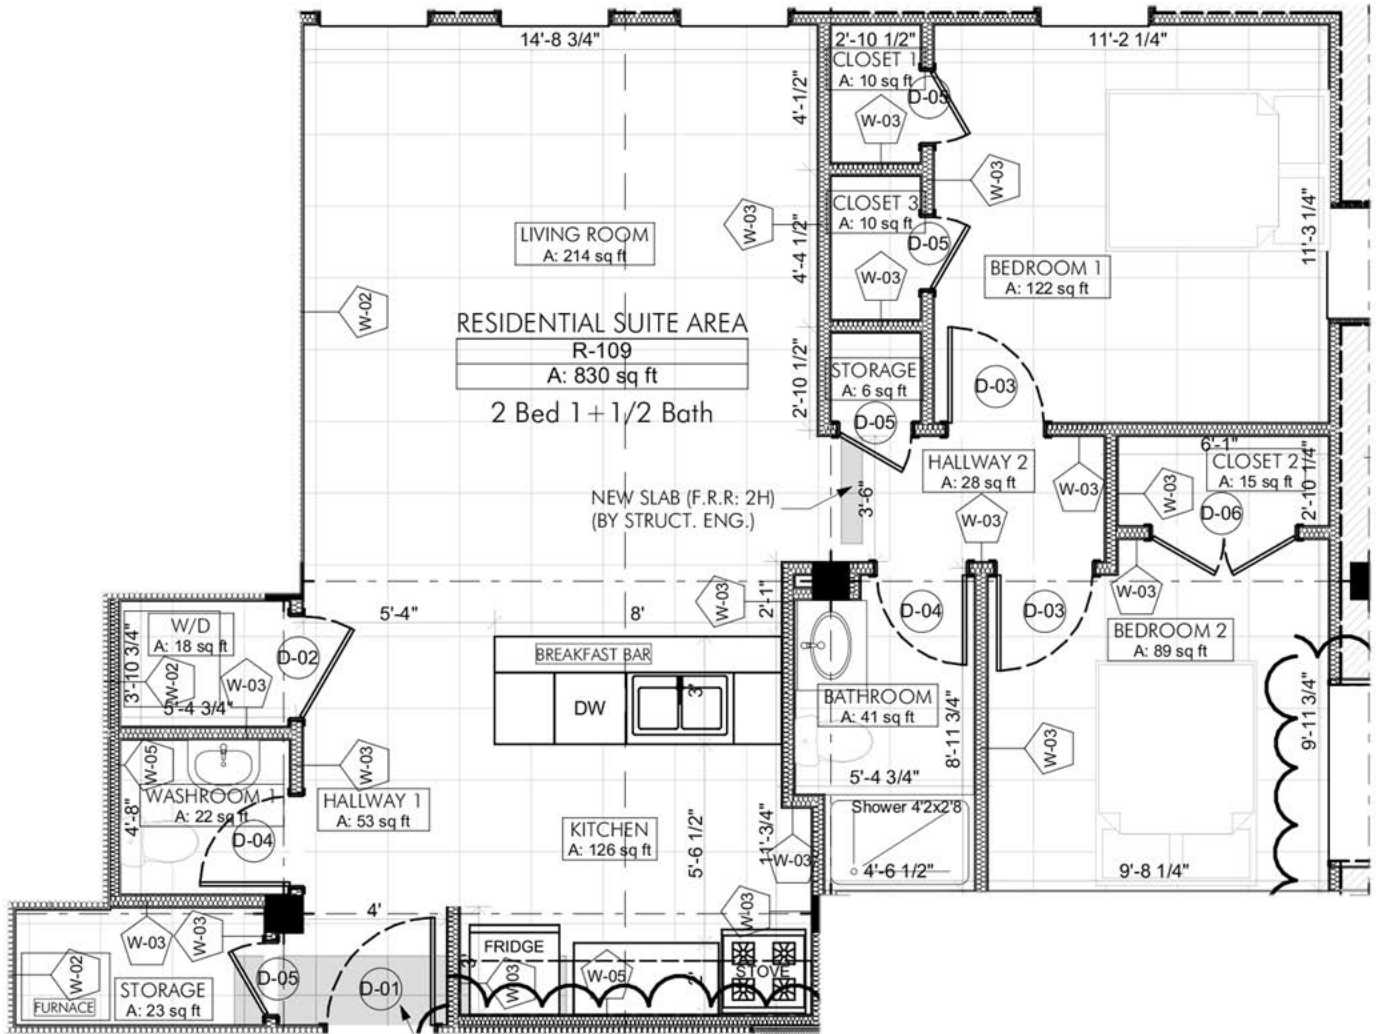 14'-8 3/4"
2'-10 1/2"
11'-2 1/4"
CLOSET 1
A: 10 sq ft
D-05
W-03
4'-1/2"
W-03
CLOSET 3
A: 10 sq ft
D-05
W-03
W-03
4'-4 1/2"
LIVING ROOM
A: 214 sq ft
BEDROOM 1
A: 122 sq ft
11'-3 1/4"
W-02
RESIDENTIAL SUITE AREA
R-109
A: 830 sq ft
2 Bed 1+1/2 Bath
2'-10 1/2"
STORAGE
A: 6 sq ft
D-05
D-03
HALLWAY 2
A: 28 sq ft
W-03
W-03
6'-1"
CLOSET 2
A: 15 sq ft
2'-10 1/4"
W-03
D-06
NEW SLAB (F.R.R: 2H)
(BY STRUCT. ENG.)
3'-6"
W-03
2'-1"
D-04
D-03
W-03
5'-4"
8'
W/D
A: 18 sq ft
D-02
3'-10 3/4"
W-02
W-03
5'-4 3/4"
BREAKFAST BAR
DW
3'
BATHROOM
A: 41 sq ft
8'-11 3/4"
5'-4 3/4"
BEDROOM 2
A: 89 sq ft
9'-11 3/4"
W-03
W-05
W-03
WASHROOM 1
A: 22 sq ft
4'-8"
D-04
HALLWAY 1
A: 53 sq ft
KITCHEN
A: 126 sq ft
5'-6 1/2"
11'-3/4"
W-03
Shower 4'2x2'8
4'-6 1/2"
9'-8 1/4"
4'
W-03
W-03
W-03
FRIDGE
3'
W-03
W-05
2'
STOVE
W-02
FURNACE
STORAGE
A: 23 sq ft
D-05
D-01